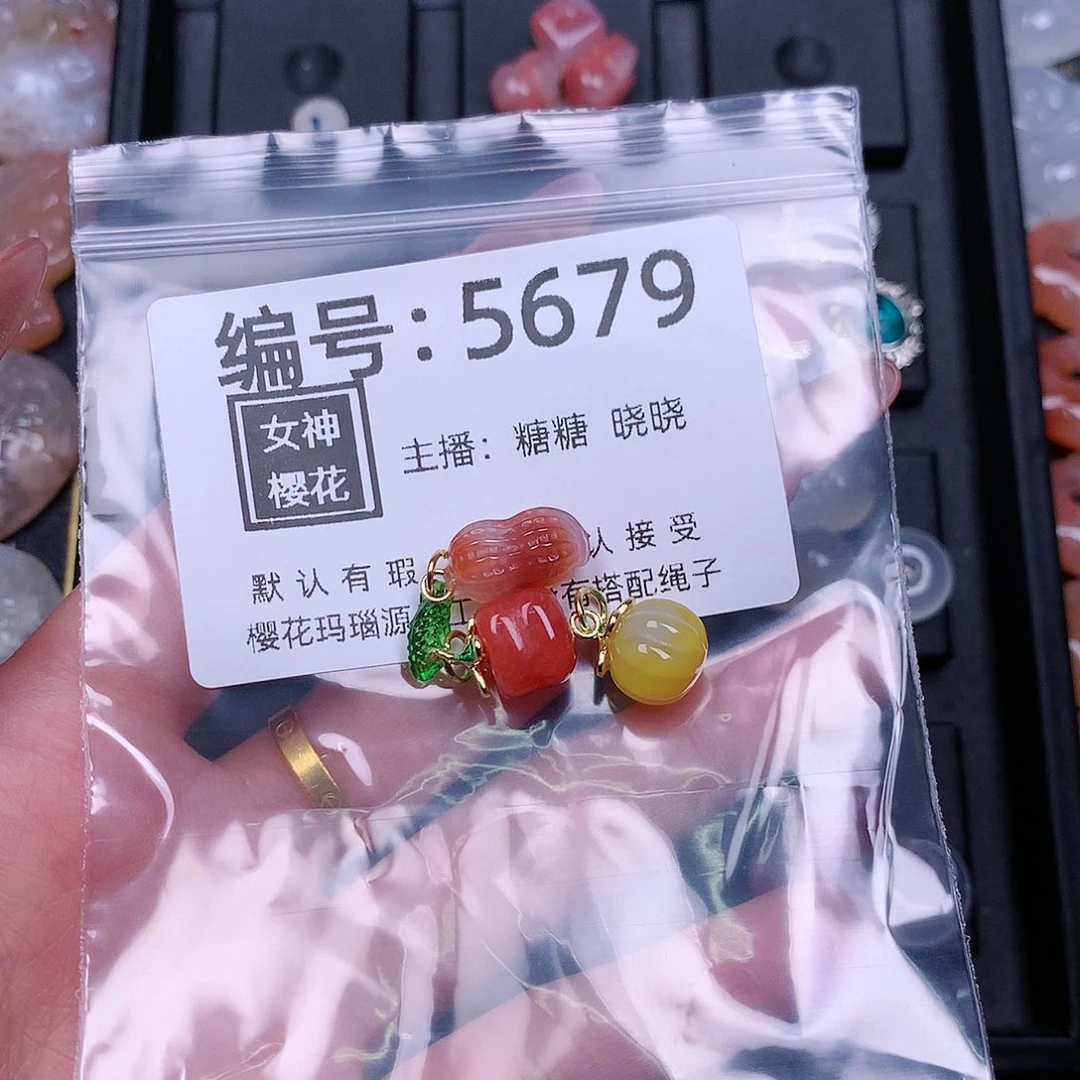 编号：5679
女神
樱花
主播：糖糖 晓晓
默认有瑕 认接受
樱花玛瑙源 工 有搭配绳子